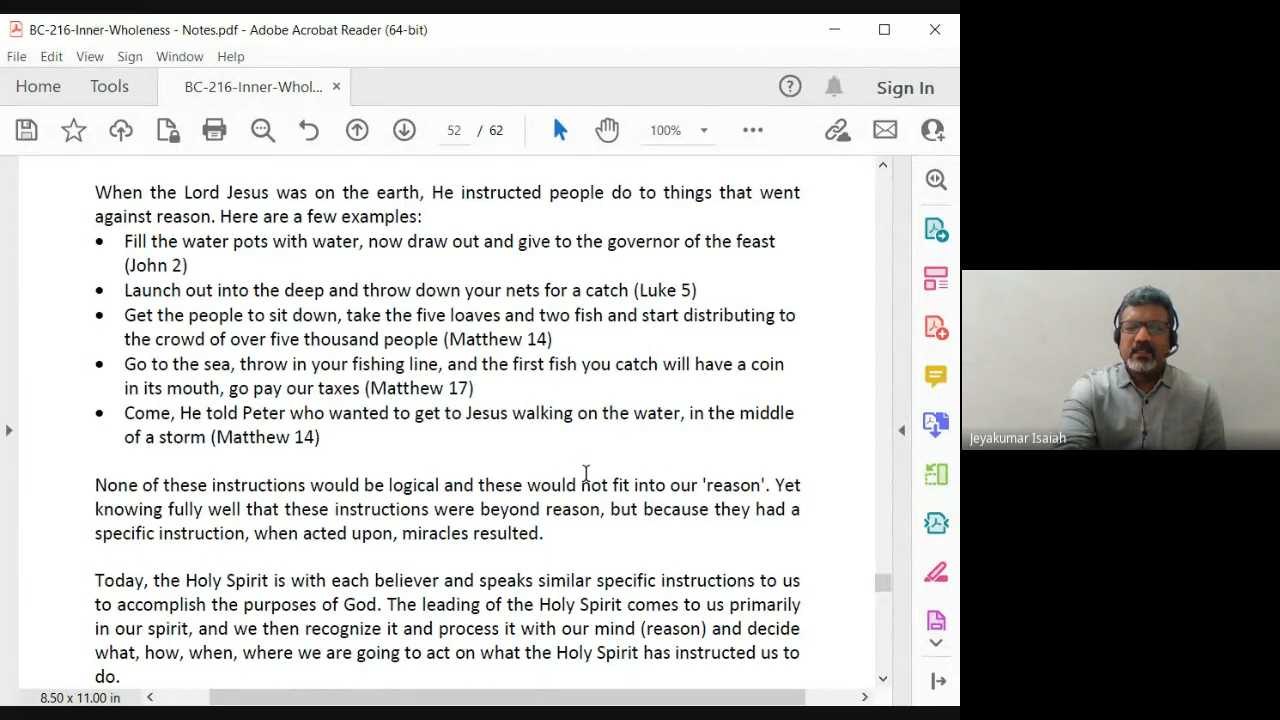 BC-216-Inner-Wholeness - Notes.pdf - Adobe Acrobat Reader (64-bit)
File Edit View Sign Window Help
Home Tools BC-216-Inner-Whol... × Sign In
52 / 62 100%
When the Lord Jesus was on the earth, He instructed people do to things that went
against reason. Here are a few examples:
• Fill the water pots with water, now draw out and give to the governor of the feast
(John 2)
• Launch out into the deep and throw down your nets for a catch (Luke 5)
• Get the people to sit down, take the five loaves and two fish and start distributing to
the crowd of over five thousand people (Matthew 14)
• Go to the sea, throw in your fishing line, and the first fish you catch will have a coin
in its mouth, go pay our taxes (Matthew 17)
• Come, He told Peter who wanted to get to Jesus walking on the water, in the middle
of a storm (Matthew 14)
None of these instructions would be logical and these would not fit into our 'reason'. Yet
knowing fully well that these instructions were beyond reason, but because they had a
specific instruction, when acted upon, miracles resulted.
Today, the Holy Spirit is with each believer and speaks similar specific instructions to us
to accomplish the purposes of God. The leading of the Holy Spirit comes to us primarily
in our spirit, and we then recognize it and process it with our mind (reason) and decide
what, how, when, where we are going to act on what the Holy Spirit has instructed us to
do.
8.50 x 11.00 in
Jeyakumar Isaiah